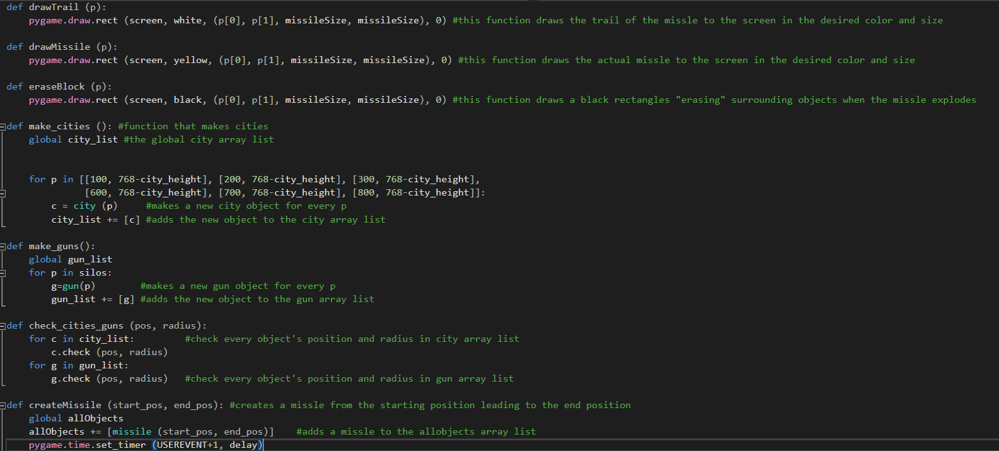 def drawTrail (p):
    pygame.draw.rect (screen, white, (p[0], p[1], missileSize, missileSize), 0) #this function draws the trail of the missle to the screen in the desired color and size
def drawMissile (p):
    pygame.draw.rect (screen, yellow, (p[0], p[1], missileSize, missileSize), 0) #this function draws the actual missle to the screen in the desired color and size
def eraseBlock (p):
    pygame.draw.rect (screen, black, (p[0], p[1], missileSize, missileSize), 0) #this function draws a black rectangles "erasing" surrounding objects when the missle explodes
def make_cities (): #function that makes cities
    global city_list #the global city array list
    for p in [[100, 768-city_height], [200, 768-city_height], [300, 768-city_height],
              [600, 768-city_height], [700, 768-city_height], [800, 768-city_height]]:
        c = city (p)     #makes a new city object for every p
        city_list += [c] #adds the new object to the city array list
def make_guns():
    global gun_list
    for p in silos:
        g=gun(p)        #makes a new gun object for every p
        gun_list += [g] #adds the new object to the gun array list
def check_cities_guns (pos, radius):
    for c in city_list:         #check every object's position and radius in city array list
        c.check (pos, radius)
    for g in gun_list:
        g.check (pos, radius)   #check every object's position and radius in gun array list
def createMissile (start_pos, end_pos): #creates a missle from the starting position leading to the end position
    global allObjects
    allObjects += [missile (start_pos, end_pos)]    #adds a missle to the allobjects array list
    pygame.time.set_timer (USEREVENT+1, delay)